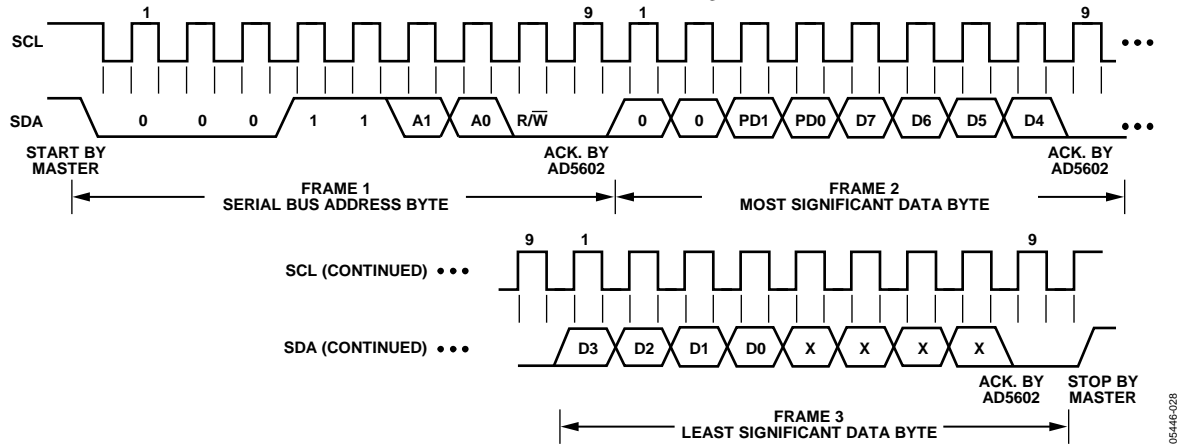 1 9 1 9
SCL
SDA 0 0 0 1 1 A1 A0 R/W̅ 0 0 PD1 PD0 D7 D6 D5 D4
START BY MASTER
ACK. BY AD5602
ACK. BY AD5602
FRAME 1
SERIAL BUS ADDRESS BYTE
FRAME 2
MOST SIGNIFICANT DATA BYTE
9 1 9
SCL (CONTINUED)
SDA (CONTINUED) D3 D2 D1 D0 X X X X
ACK. BY AD5602
STOP BY MASTER
FRAME 3
LEAST SIGNIFICANT DATA BYTE
05446-028